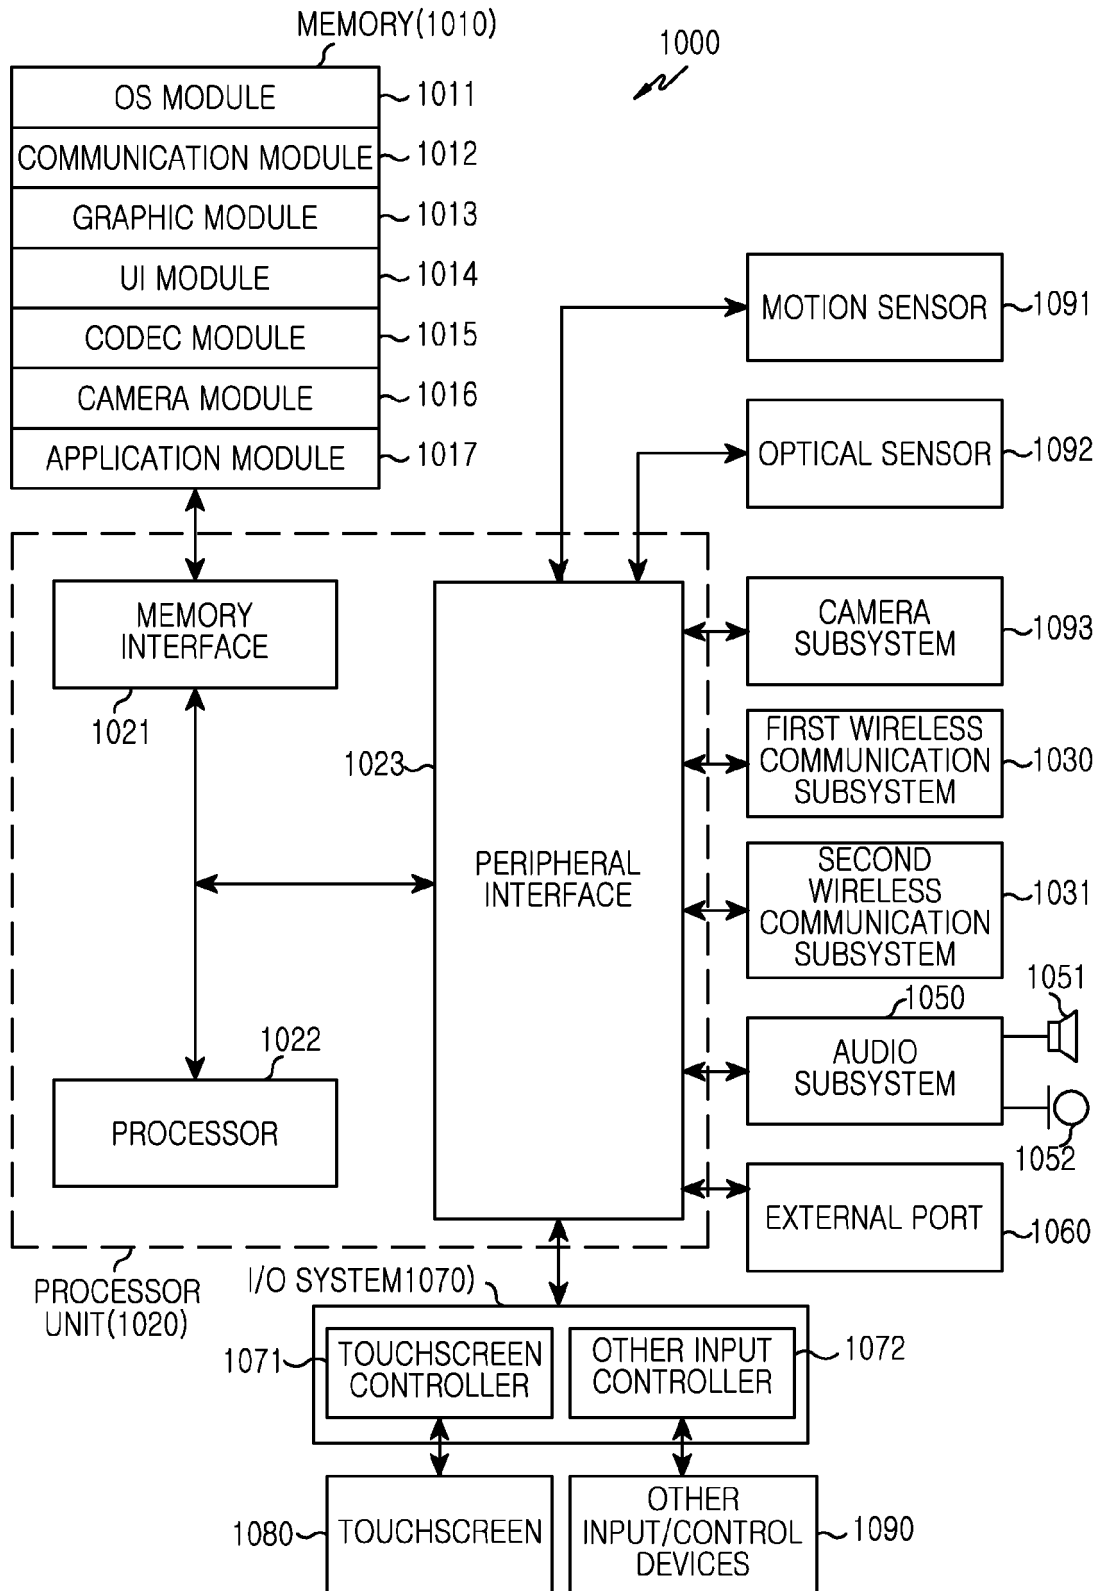 MEMORY(1010)
1000
OS MODULE
1011
COMMUNICATION MODULE
1012
GRAPHIC MODULE
1013
UI MODULE
1014
CODEC MODULE
1015
CAMERA MODULE
1016
APPLICATION MODULE
1017
MOTION SENSOR
1091
OPTICAL SENSOR
1092
MEMORY
INTERFACE
1021
CAMERA
SUBSYSTEM
1093
FIRST WIRELESS
COMMUNICATION
SUBSYSTEM
1030
1023
PERIPHERAL
INTERFACE
SECOND
WIRELESS
COMMUNICATION
SUBSYSTEM
1031
1050
1051
AUDIO
SUBSYSTEM
1052
1022
PROCESSOR
EXTERNAL PORT
1060
PROCESSOR
UNIT(1020)
I/O SYSTEM1070)
1071
TOUCHSCREEN
CONTROLLER
OTHER INPUT
CONTROLLER
1072
1080
TOUCHSCREEN
OTHER
INPUT/CONTROL
DEVICES
1090